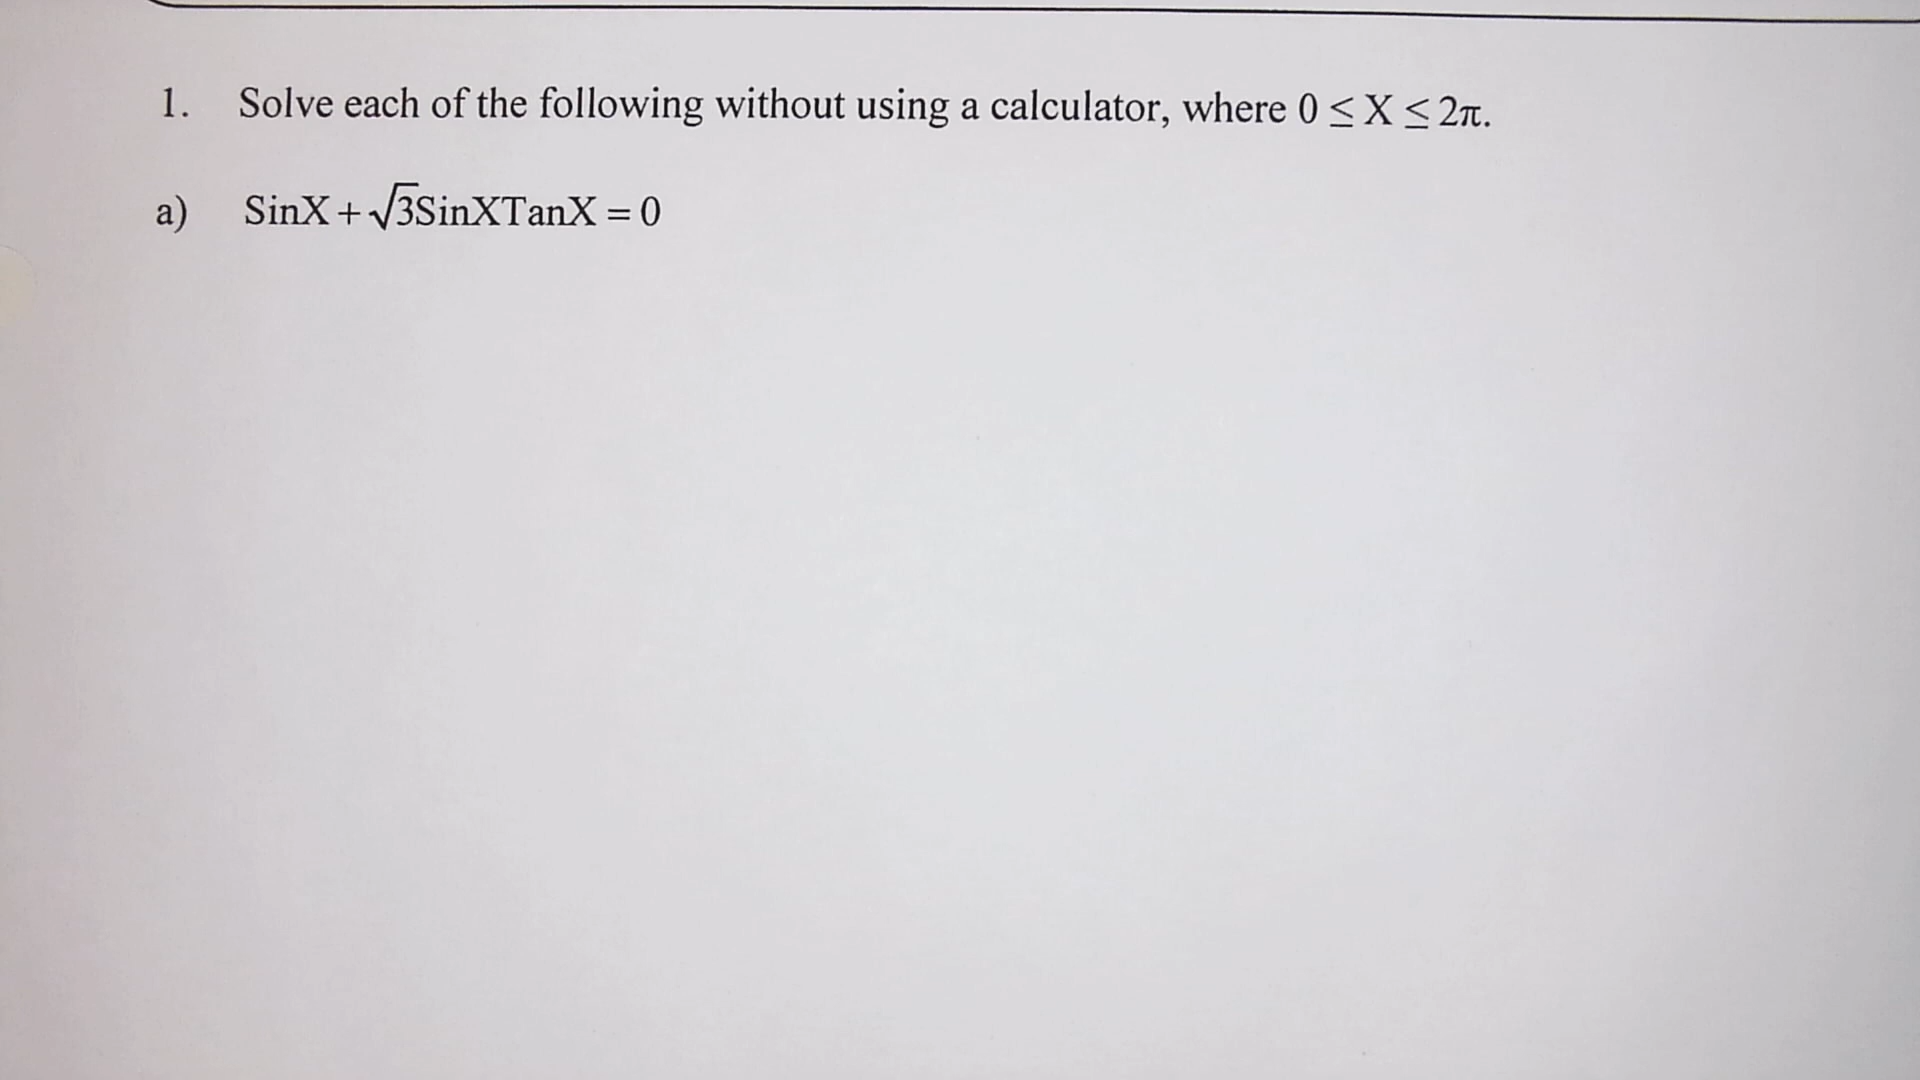 1. Solve each of the following without using a calculator, where 0 ≤ X ≤ 2π.
a) SinX + √3SinXTanX = 0